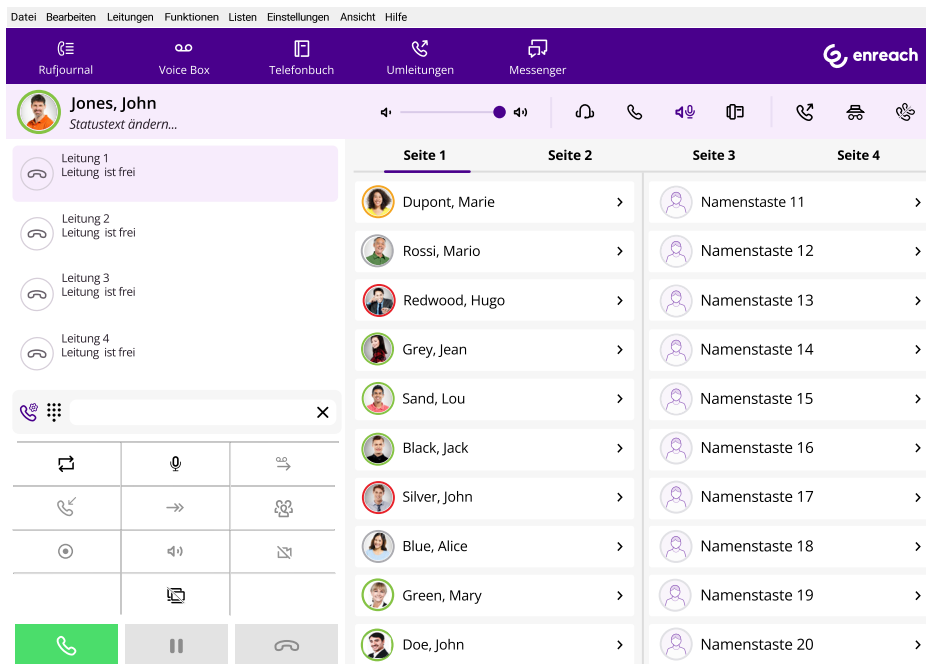 Datei Bearbeiten Leitungen Funktionen Listen Einstellungen Ansicht Hilfe
Rufjournal Voice Box Telefonbuch Umleitungen Messenger enreach
Jones, John
Statustext ändern...
Seite 1 Seite 2 Seite 3 Seite 4
Leitung 1
Leitung ist frei
Leitung 2
Leitung ist frei
Leitung 3
Leitung ist frei
Leitung 4
Leitung ist frei
Dupont, Marie
Rossi, Mario
Redwood, Hugo
Grey, Jean
Sand, Lou
Black, Jack
Silver, John
Blue, Alice
Green, Mary
Doe, John
Namenstaste 11
Namenstaste 12
Namenstaste 13
Namenstaste 14
Namenstaste 15
Namenstaste 16
Namenstaste 17
Namenstaste 18
Namenstaste 19
Namenstaste 20